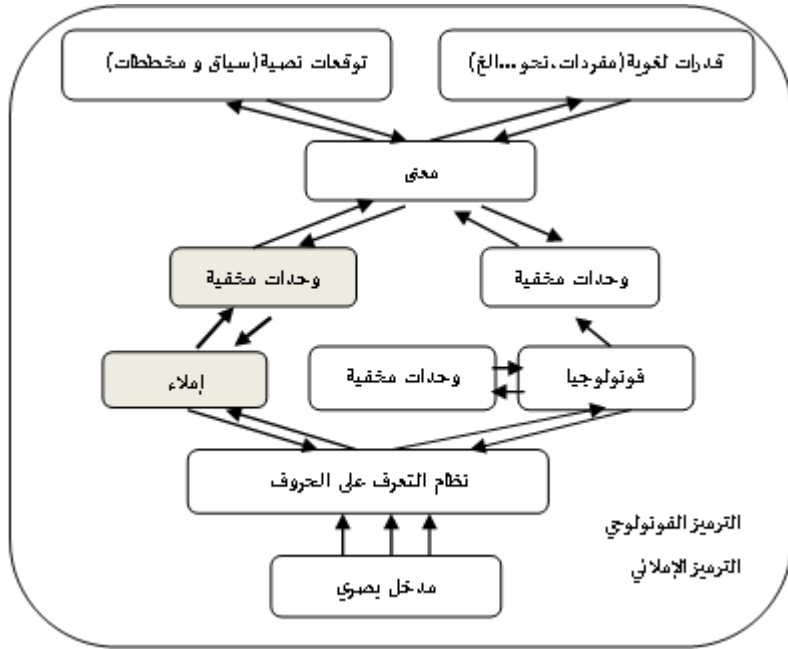 قدرات لغوية(مفردات،نحو...الخ)
توقعات نصية(سياق و مخططات)
معنى
وحدات مخفية
وحدات مخفية
فونولوجيا
وحدات مخفية
إملاء
نظام التعرف على الحروف
الترميز الفونولوجي
الترميز الإملائي
مدخل بصري